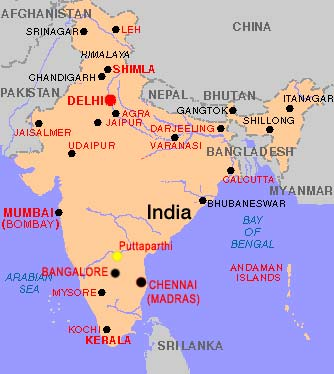 AFGHANISTAN
LEH
SRINAGAR
CHINA
HIMALAYA
SHIMLA
CHANDIGARH
PAKISTAN
NEPAL
BHUTAN
DELHI
GANGTOK
ITANAGAR
AGRA
SHILLONG
JAISALMER
JAIPUR
DARJEELING
UDAIPUR
VARANASI
BANGLADESH
CALCUTTA
MYANMAR
BHUBANESWAR
MUMBAI
(BOMBAY)
India
BAY
OF
BENGAL
Puttaparthi
ARABIAN
SEA
BANGALORE
ANDAMAN
ISLANDS
CHENNAI
(MADRAS)
MYSORE
KOCHI
KERALA
SRI LANKA